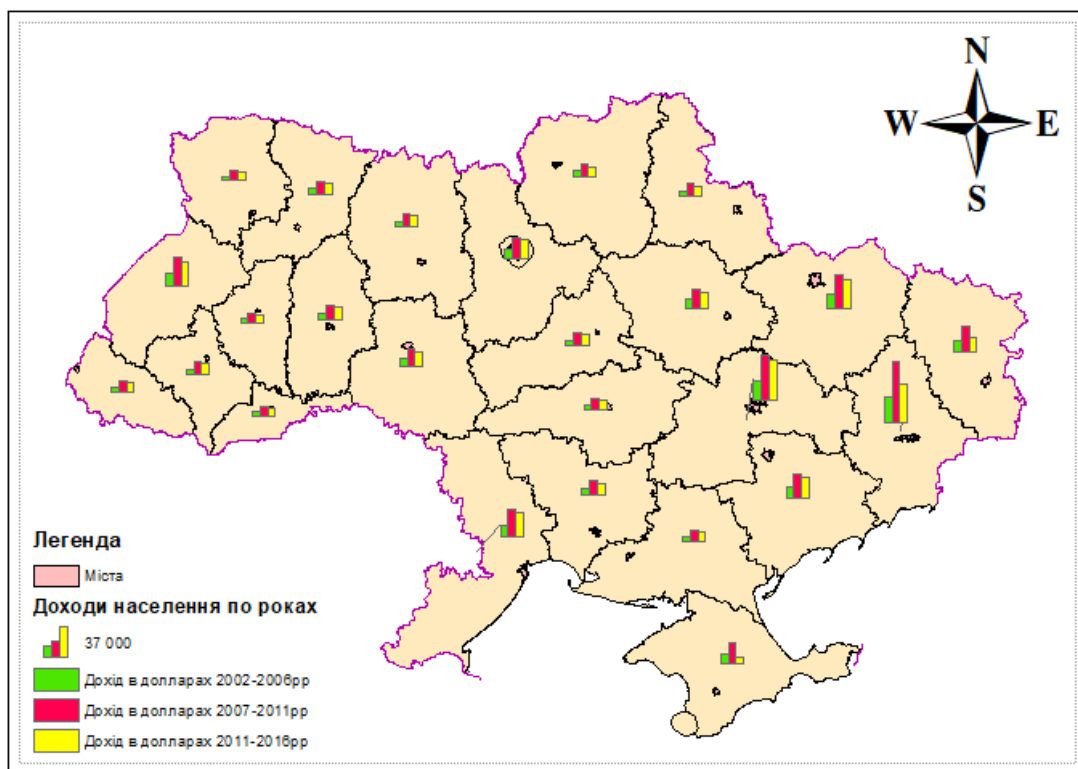 N
W E
S
Легенда
Міста
Доходи населення по роках
37 000
Дохід в долларах 2002-2006рр
Дохід в долларах 2007-2011рр
Дохід в долларах 2011-2016рр